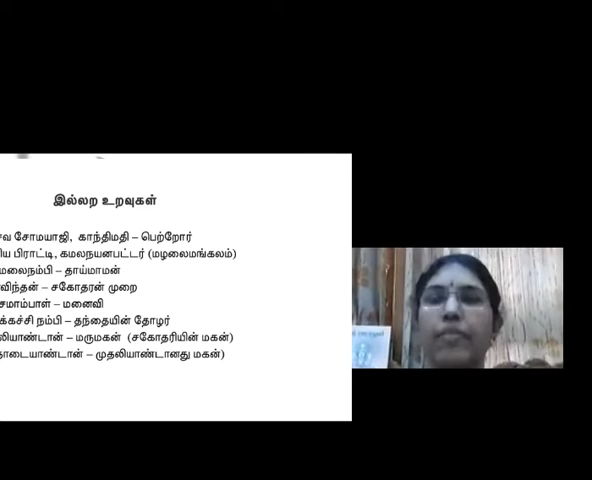 இல்லற உறவுகள்
சோமயாஜி, காந்திமதி – பெற்றோர்
பிராட்டி, கமலநயனபட்டர் (மழலைமங்கலம்)
மலைநம்பி – தாய்மாமன்
விந்தன் – சகோதரன் முறை
சமாம்பாள் – மனைவி
க்கச்சி நம்பி – தந்தையின் தோழர்
லியாண்டான் – மருமகன் (சகோதரியின் மகன்)
தாடையாண்டான் – முதலியாண்டானது மகன்)